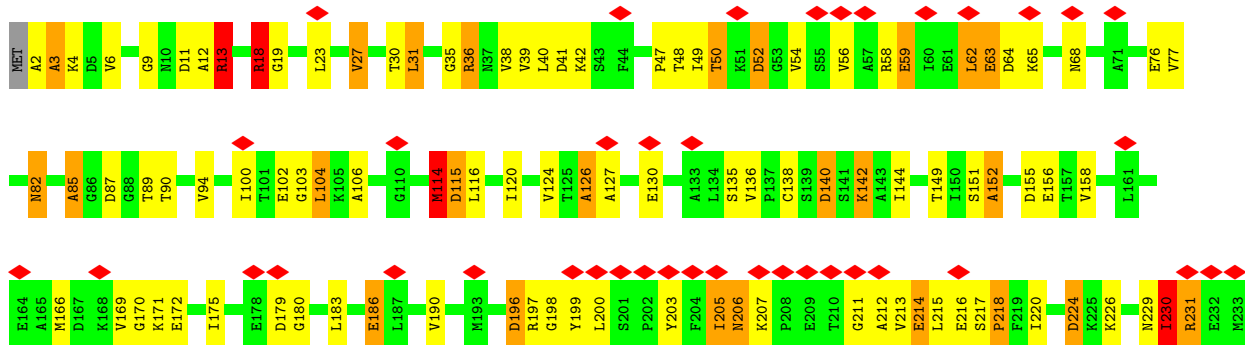 MET A2 A3 K4 D5 V6 G9 N10 D11 A12 R13 R18 G19 L23 V27 T30 L31 G35 R36 N37 V38 V39 L40 D41 K42 S43 F44 P47 T48 I49 T50 K51 D52 G53 V54 S55 V56 A57 R58 E59 I60 E61 L62 E63 D64 K65 N68 A71 E76 V77
N82 A85 G86 D87 G88 T89 T90 V94 I100 T101 E102 G103 L104 K105 A106 G110 M114 D115 L116 I120 V124 T125 A126 A127 E130 A133 L134 S135 V136 P137 C138 S139 D140 S141 K142 A143 I144 T149 I150 S151 A152 D155 E156 T157 V158 L161
E164 A165 M166 D167 K168 V169 G170 K171 E172 I175 E178 D179 G180 L183 E186 L187 V190 M193 D196 R197 G198 Y199 L200 S201 P202 Y203 F204 I205 N206 K207 P208 E209 T210 G211 A212 V213 E214 L215 E216 S217 P218 F219 I220 D224 K225 K226 N229 I230 R231 E232 M233